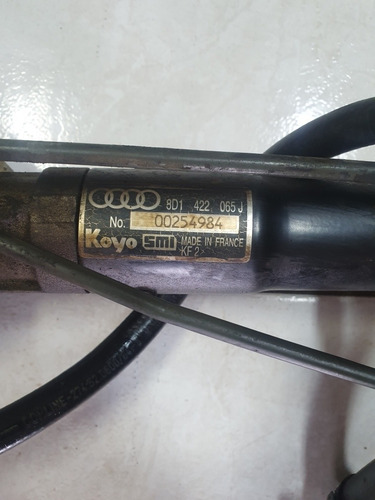 8D1 422 065 J
No. 00254984
Koyo SMI MADE IN FRANCE
KF2